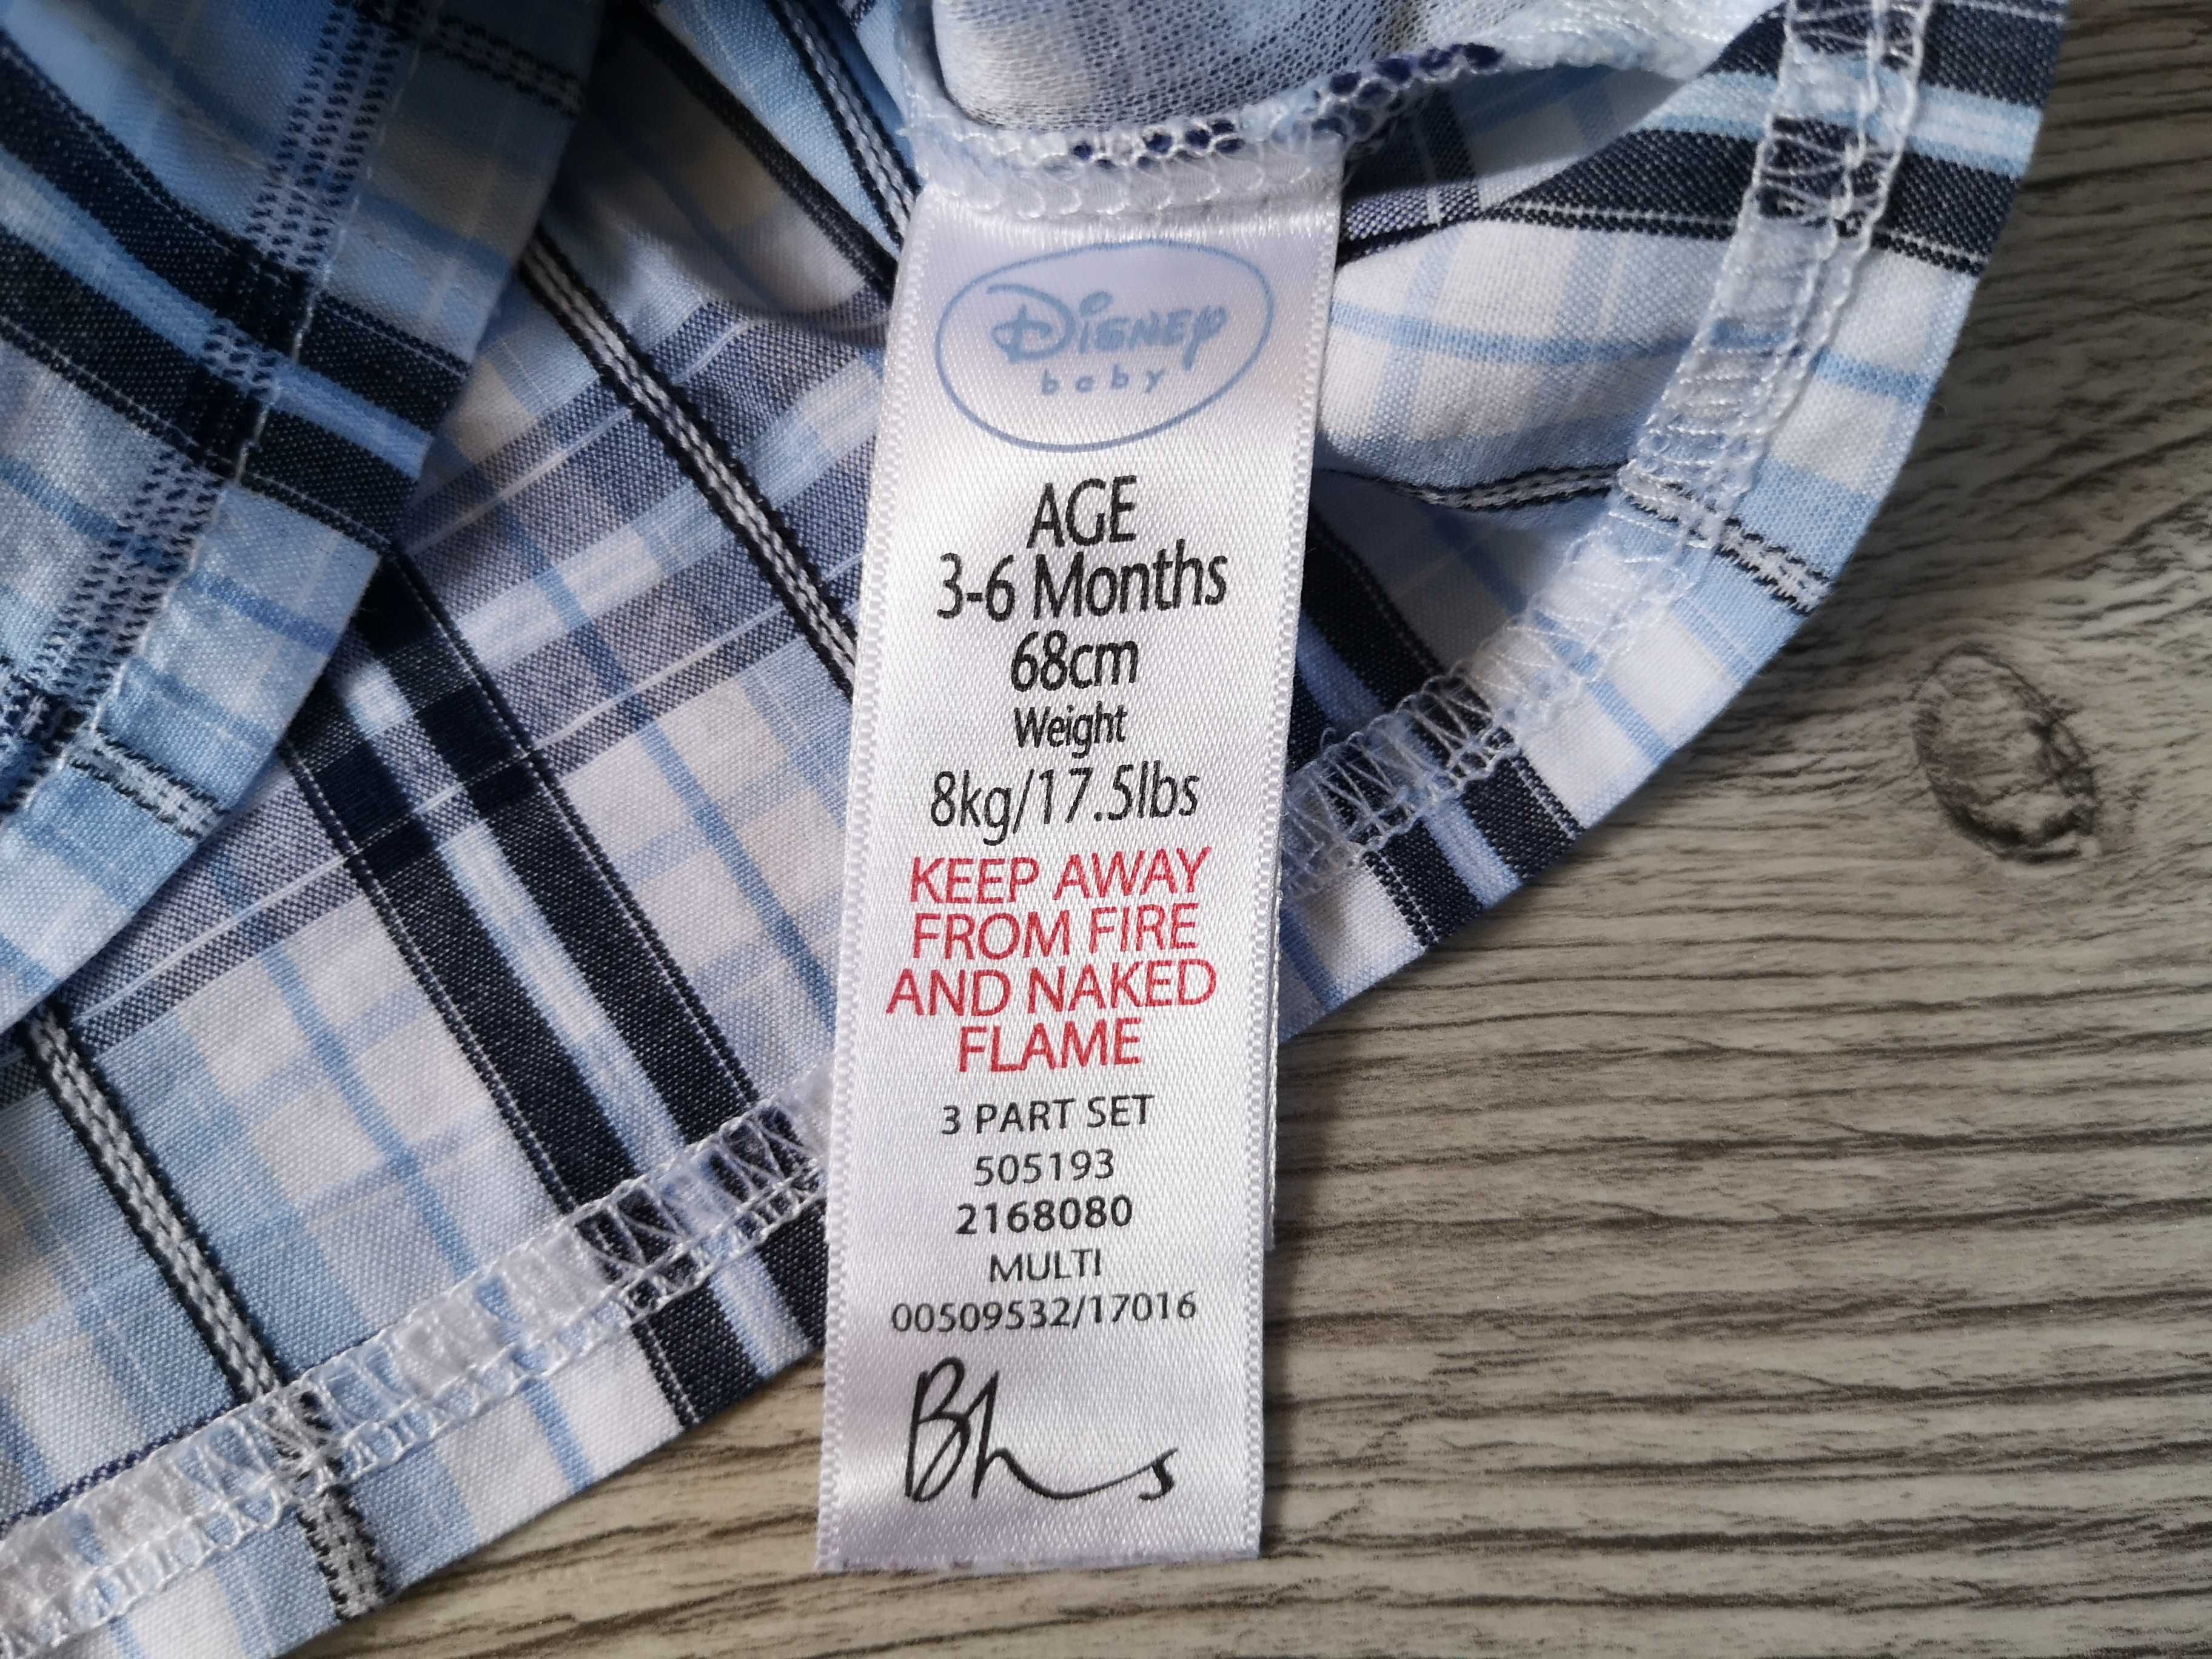 Disney
baby
AGE
3-6 Months
68cm
Weight
8kg/17.5lbs
KEEP AWAY
FROM FIRE
AND NAKED
FLAME
3 PART SET
505193
2168080
MULTI
00509532/17016
Bhs